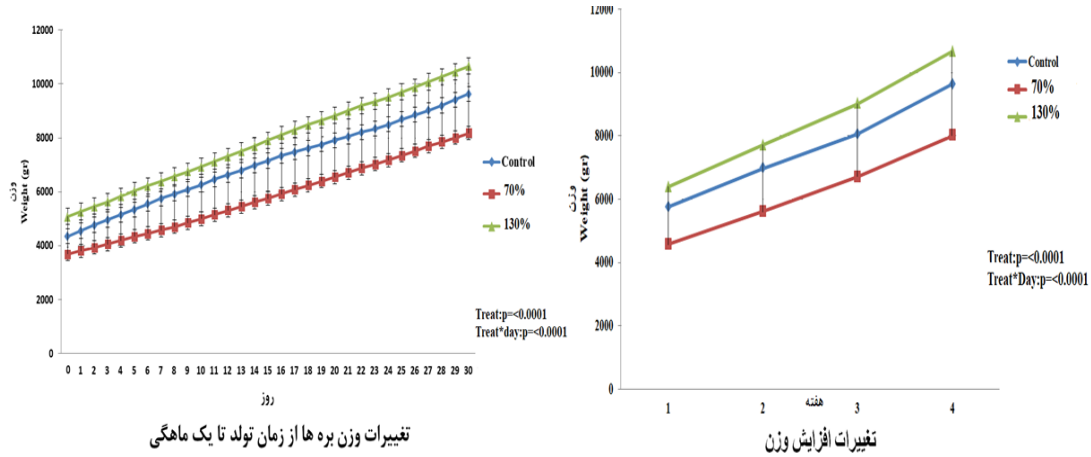 12000
10000
8000
6000
4000
2000
0
وزن
Weight (gr)
0 1 2 3 4 5 6 7 8 9 10 11 12 13 14 15 16 17 18 19 20 21 22 23 24 25 26 27 28 29 30
روز
Control
70%
130%
Treat:p=<0.0001
Treat*day:p=<0.0001
تغییرات وزن بره ها از زمان تولد تا یک ماهگی
12000
10000
8000
6000
4000
2000
0
وزن
Weight (gr)
1 2 3 4
هفته
Control
70%
130%
Treat:p=<0.0001
Treat*Day:p=<0.0001
تغیرات افزایش وزن